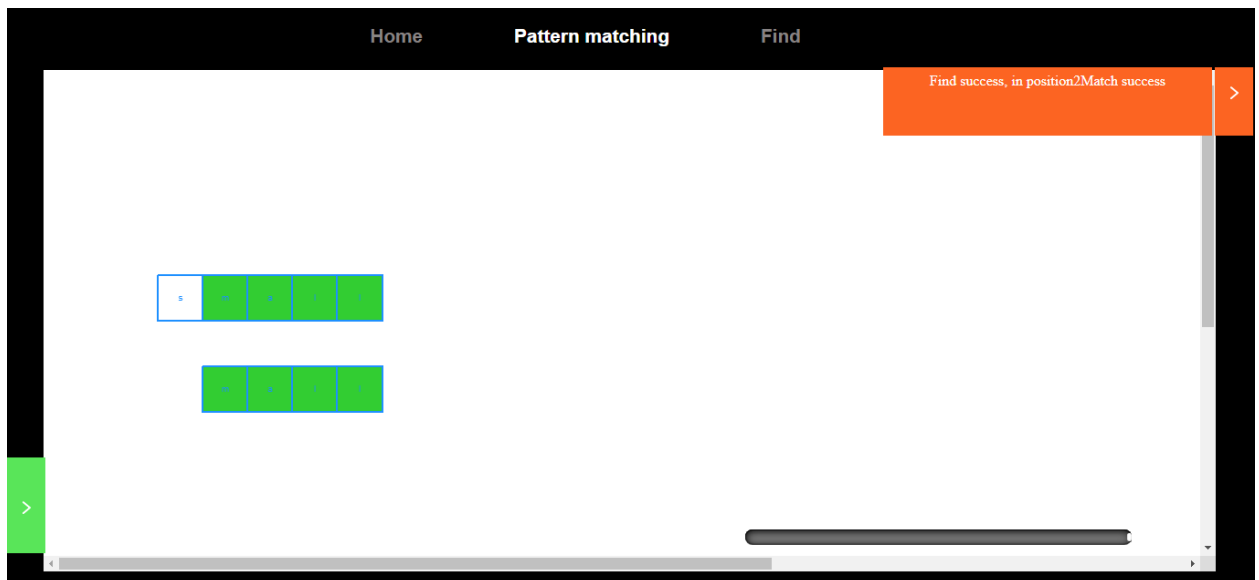 Home Pattern matching Find
Find success, in position2Match success
s m a l l
m a l l